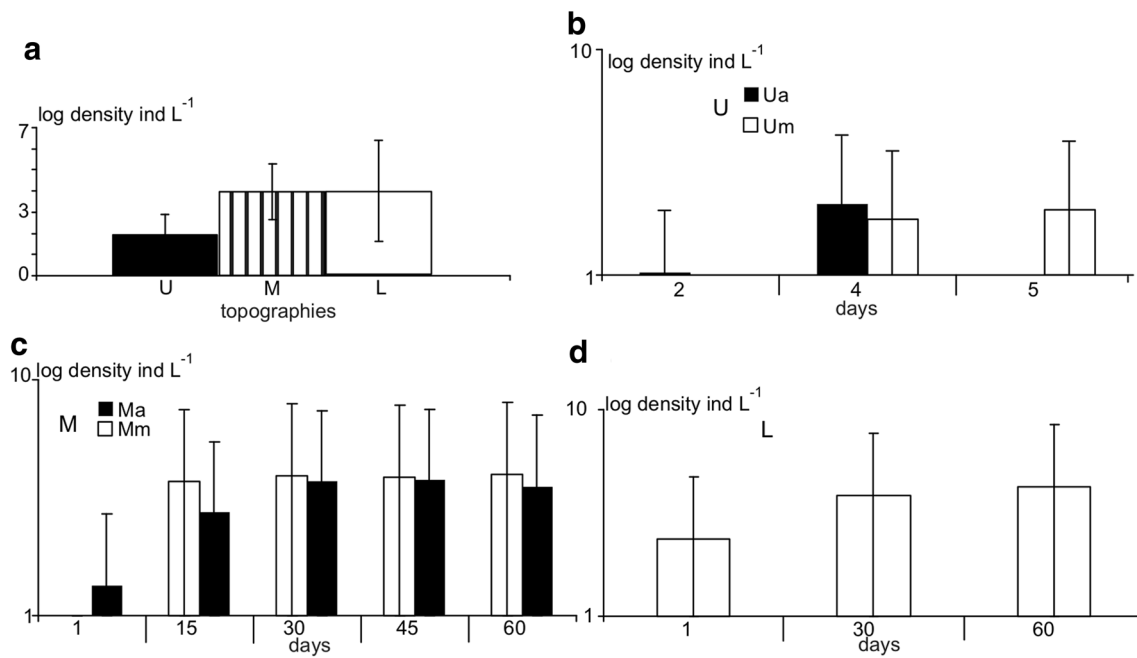 a
log density ind L-1
7
3
0
U M L
topographies
b
10
log density ind L-1
U
Ua
Um
1
2 4 5
days
c
10
log density ind L-1
M
Ma
Mm
1
1 15 30 45 60
days
d
10
log density ind L-1
L
1
1 30 60
days